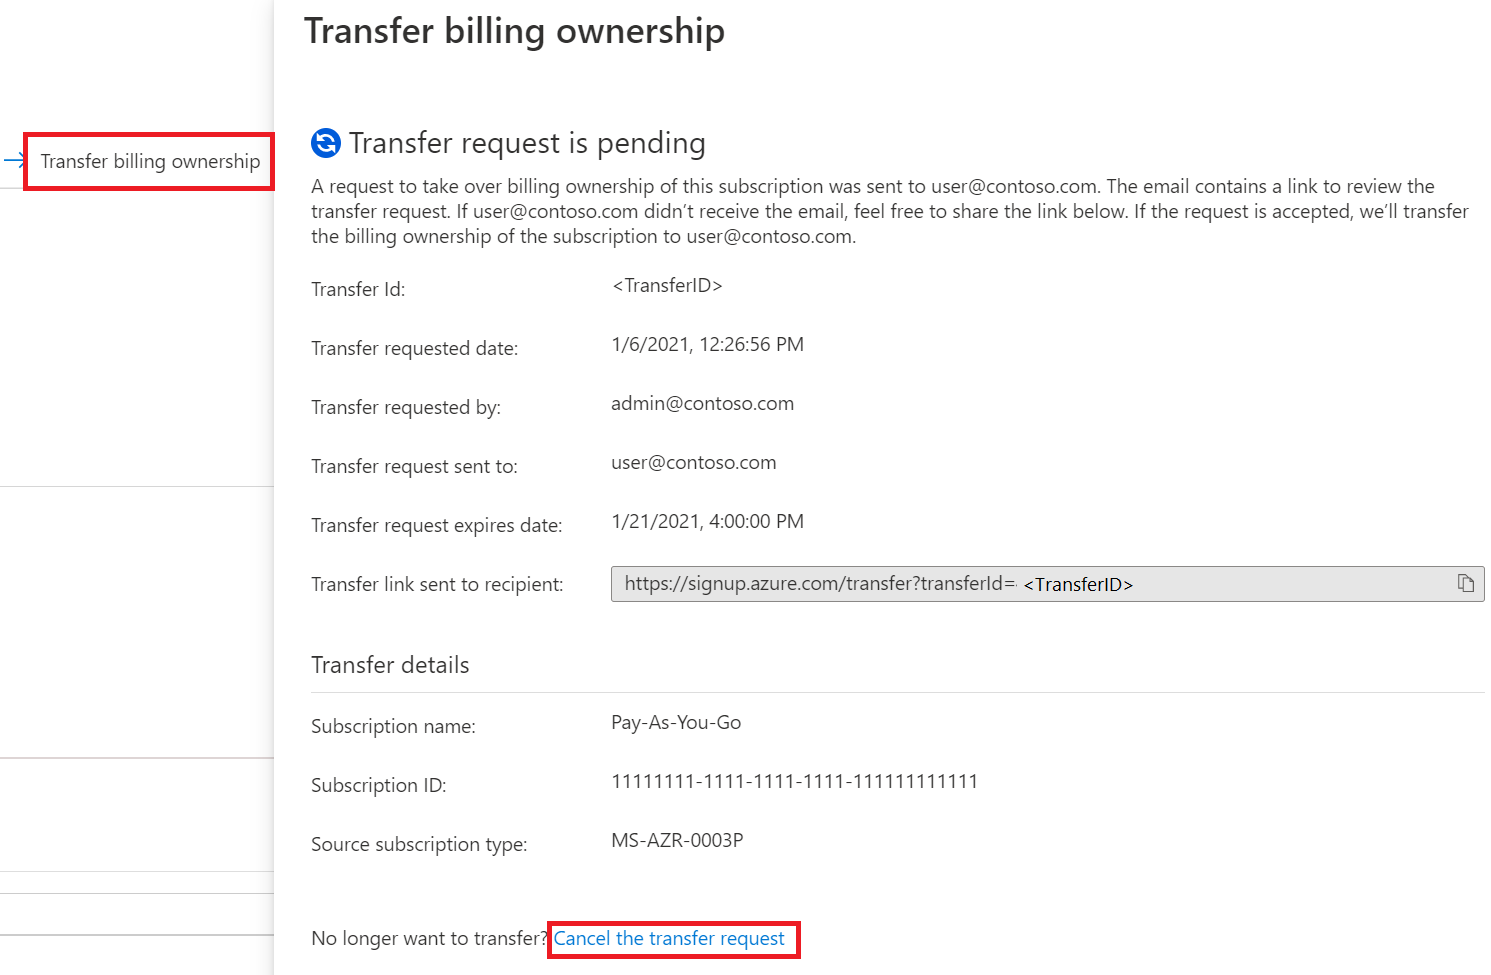 Transfer billing ownership
Transfer billing ownership
Transfer request is pending
A request to take over billing ownership of this subscription was sent to user@contoso.com. The email contains a link to review the
transfer request. If user@contoso.com didn’t receive the email, feel free to share the link below. If the request is accepted, we’ll transfer
the billing ownership of the subscription to user@contoso.com.
Transfer Id: <TransferID>
Transfer requested date: 1/6/2021, 12:26:56 PM
Transfer requested by: admin@contoso.com
Transfer request sent to: user@contoso.com
Transfer request expires date: 1/21/2021, 4:00:00 PM
Transfer link sent to recipient: https://signup.azure.com/transfer?transferId= <TransferID>
Transfer details
Subscription name: Pay-As-You-Go
Subscription ID: 11111111-1111-1111-1111-111111111111
Source subscription type: MS-AZR-0003P
No longer want to transfer? Cancel the transfer request